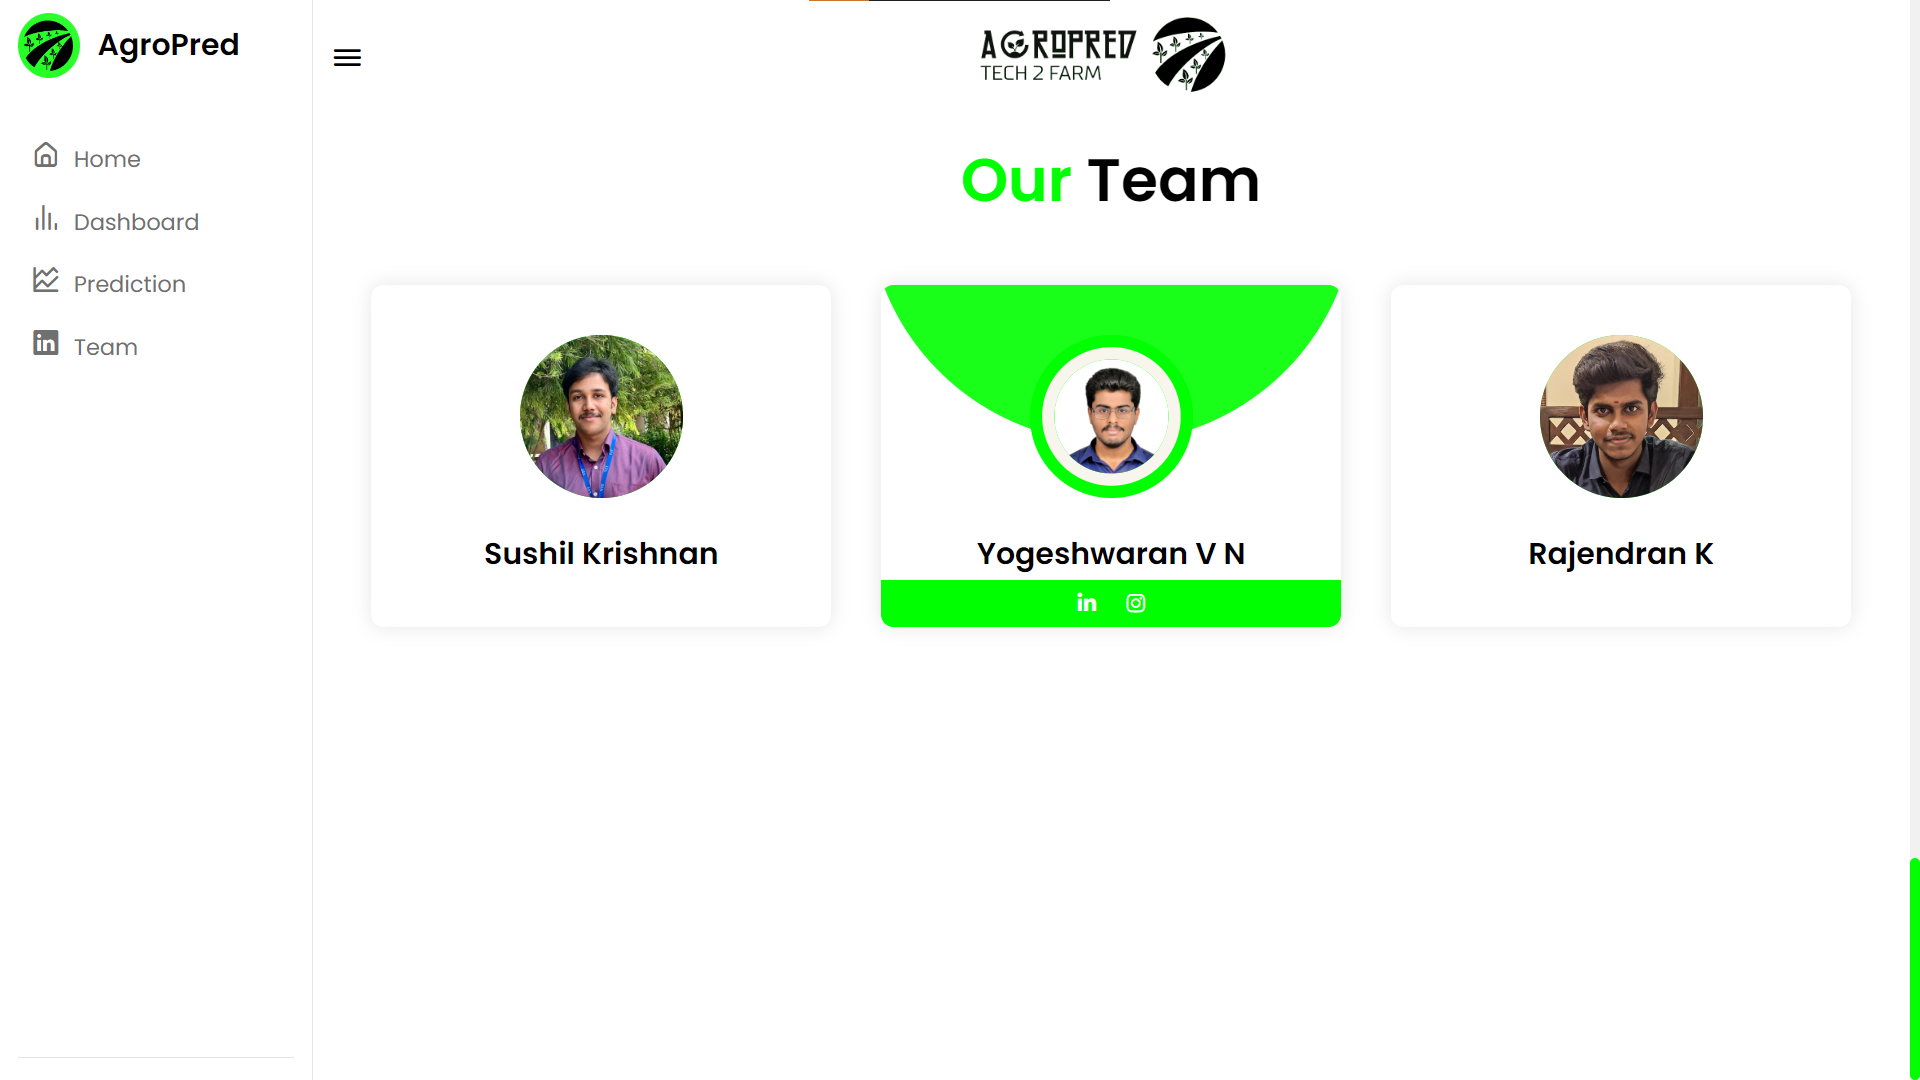 AgroPred
Home
Dashboard
Prediction
Team
AGROPRED
TECH 2 FARM
Our Team
Sushil Krishnan
Yogeshwaran V N
Rajendran K